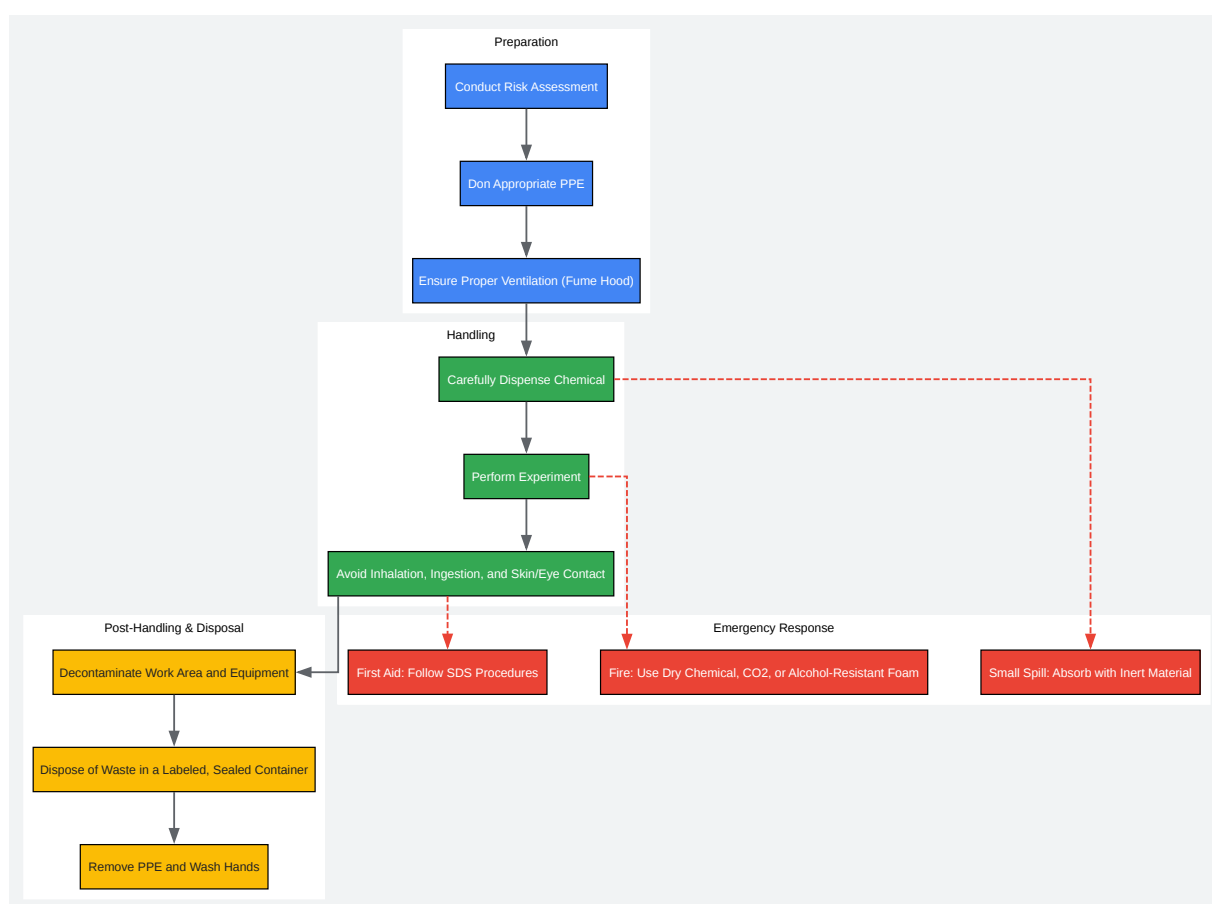 Preparation
Conduct Risk Assessment
Don Appropriate PPE
Ensure Proper Ventilation (Fume Hood)
Handling
Carefully Dispense Chemical
Perform Experiment
Avoid Inhalation, Ingestion, and Skin/Eye Contact
Post-Handling & Disposal
Decontaminate Work Area and Equipment
Dispose of Waste in a Labeled, Sealed Container
Remove PPE and Wash Hands
Emergency Response
First Aid: Follow SDS Procedures
Fire: Use Dry Chemical, CO2, or Alcohol-Resistant Foam
Small Spill: Absorb with Inert Material